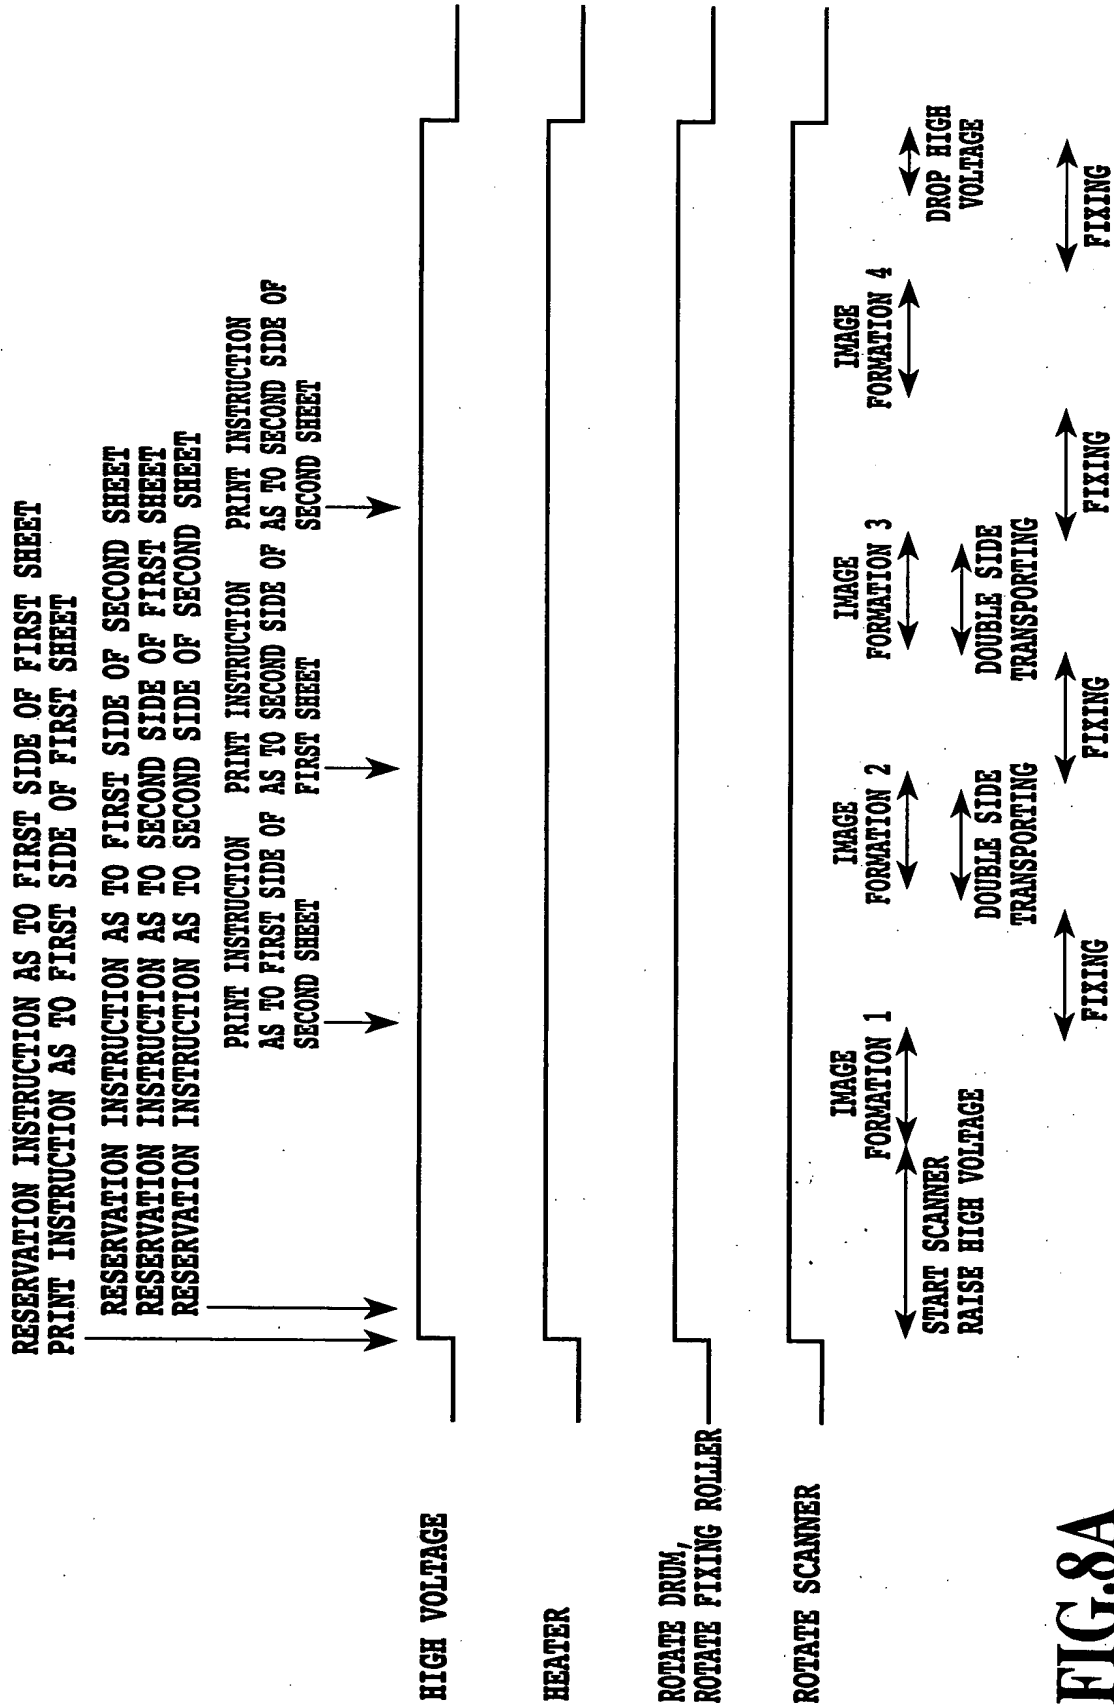 RESERVATION INSTRUCTION AS TO FIRST SIDE OF FIRST SHEET
PRINT INSTRUCTION AS TO FIRST SIDE OF FIRST SHEET
RESERVATION INSTRUCTION AS TO FIRST SIDE OF SECOND SHEET
RESERVATION INSTRUCTION AS TO SECOND SIDE OF FIRST SHEET
RESERVATION INSTRUCTION AS TO SECOND SIDE OF SECOND SHEET
PRINT INSTRUCTION
AS TO FIRST SIDE OF
SECOND SHEET
PRINT INSTRUCTION
AS TO SECOND SIDE OF
FIRST SHEET
PRINT INSTRUCTION
AS TO SECOND SIDE OF
SECOND SHEET
HIGH VOLTAGE
HEATER
ROTATE DRUM,
ROTATE FIXING ROLLER
ROTATE SCANNER
START SCANNER
RAISE HIGH VOLTAGE
IMAGE
FORMATION 1
IMAGE
FORMATION 2
IMAGE
FORMATION 3
IMAGE
FORMATION 4
DROP HIGH
VOLTAGE
DOUBLE SIDE
TRANSPORTING
DOUBLE SIDE
TRANSPORTING
FIXING
FIXING
FIXING
FIXING
FIG.8A